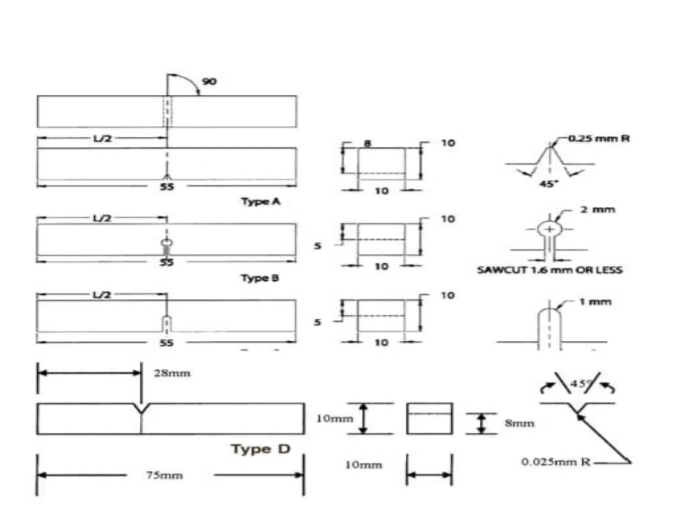 90
L/2
8
10
0.25 mm R
55
10
45°
Type A
L/2
10
2 mm
5
55
10
SAWCUT 1.6 mm OR LESS
Type B
L/2
10
1 mm
5
55
10
28mm
45°
10mm
8mm
Type D
10mm
0.025mm R
75mm